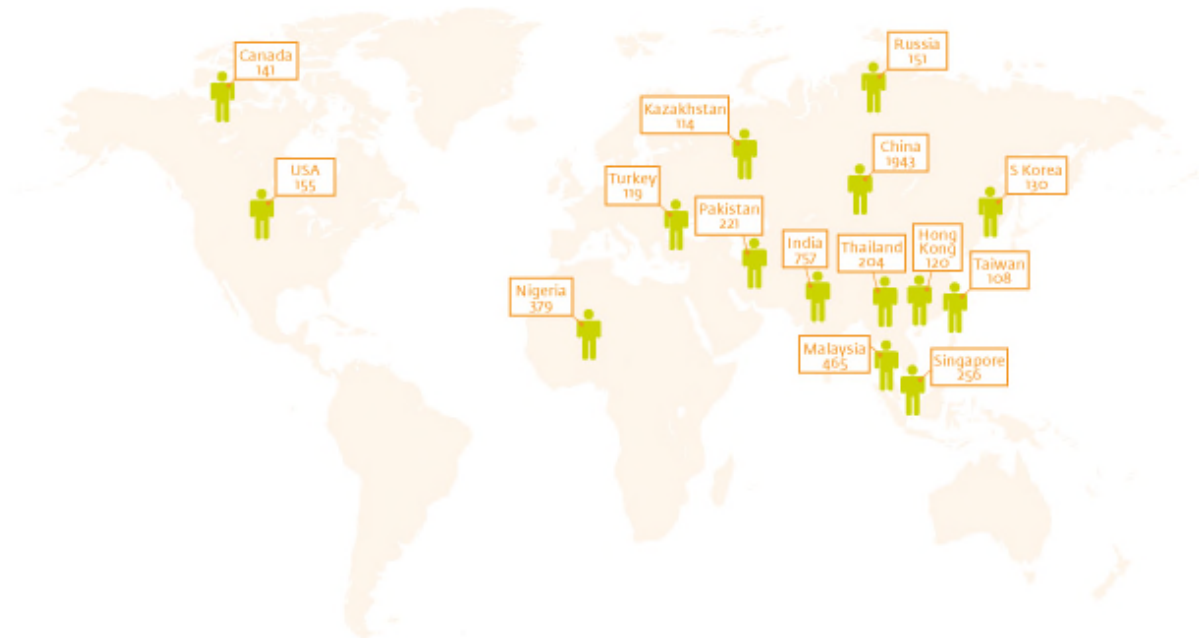 Canada
141
Russia
151
Kazakhstan
114
China
1943
USA
155
S Korea
130
Turkey
119
Pakistan
221
India
757
Thailand
204
Hong
Kong
120
Taiwan
108
Nigeria
379
Malaysia
465
Singapore
256